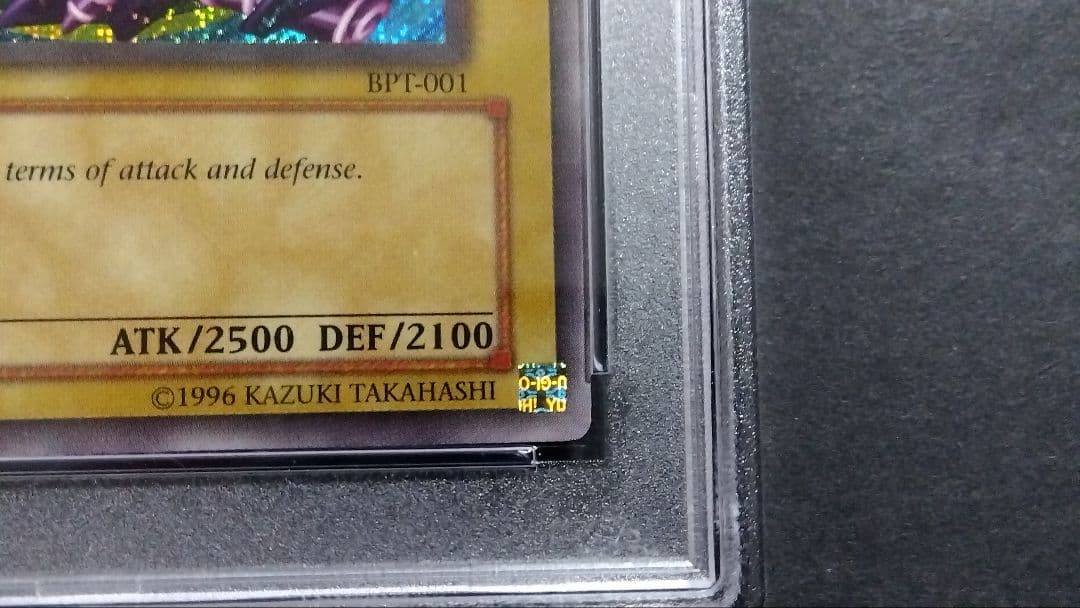 BPT-001
terms of attack and defense.
ATK/2500 DEF/2100
©1996 KAZUKI TAKAHASHI